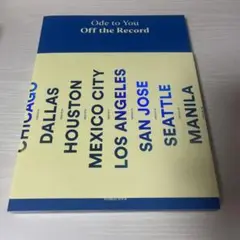 Ode to You
Off the Record
CHICAGO
DALLAS
HOUSTON
MEXICO CITY
LOS ANGELES
SAN JOSE
SEATTLE
MANILA